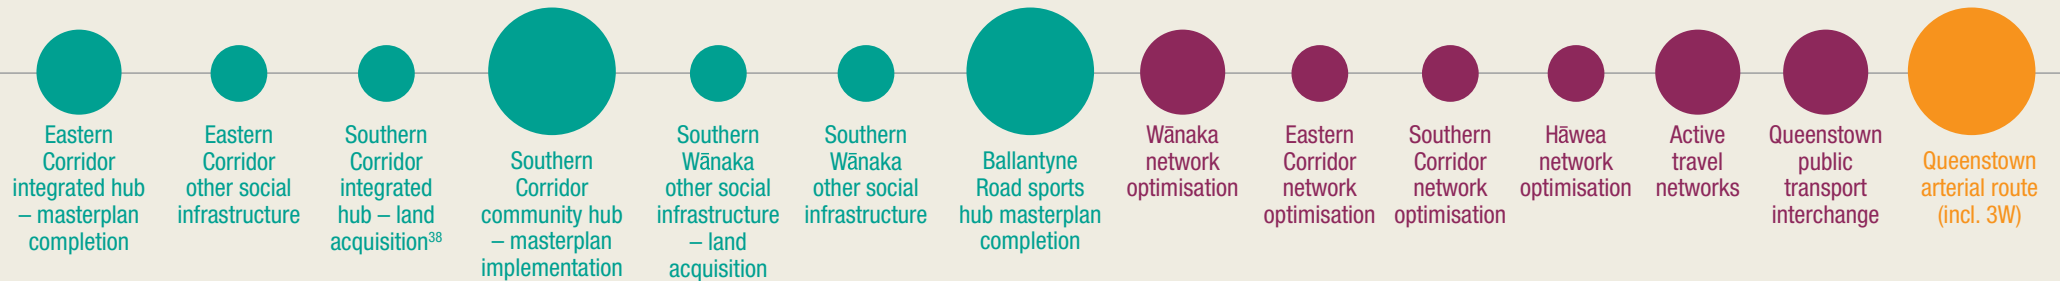 Eastern
Corridor
integrated hub
– masterplan
completion
Eastern
Corridor
other social
infrastructure
Southern
Corridor
integrated
hub – land
acquisition38
Southern
Corridor
community hub
– masterplan
implementation
Southern
Wānaka
other social
infrastructure
– land
acquisition
Southern
Wānaka
other social
infrastructure
Ballantyne
Road sports
hub masterplan
completion
Wānaka
network
optimisation
Eastern
Corridor
network
optimisation
Southern
Corridor
network
optimisation
Hāwea
network
optimisation
Active
travel
networks
Queenstown
public
transport
interchange
Queenstown
arterial route
(incl. 3W)